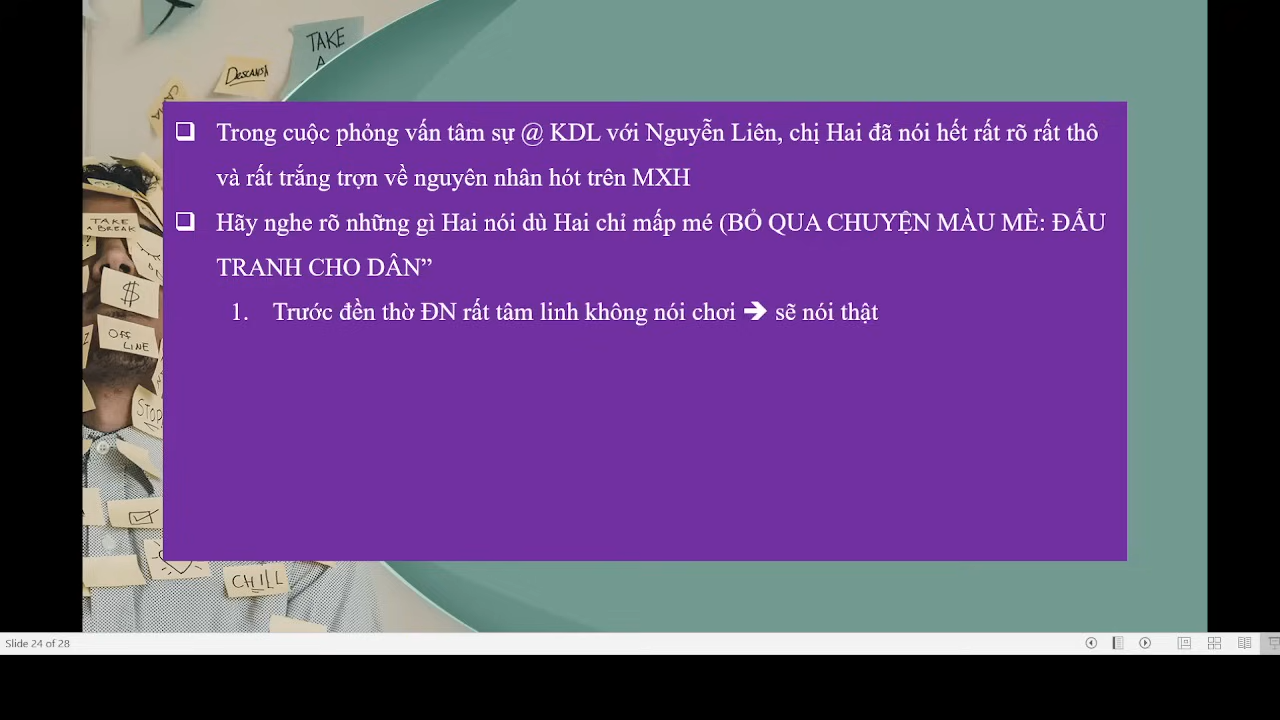 TAKE
A
DESCANSA
TAKE
A BREAK
$
OFF
LINE
STOP
CHILL
❑ Trong cuộc phỏng vấn tâm sự @ KDL với Nguyễn Liên, chị Hai đã nói hết rất rõ rất thô
và rất trắng trợn về nguyên nhân hót trên MXH
❑ Hãy nghe rõ những gì Hai nói dù Hai chỉ mấp mé (BỎ QUA CHUYỆN MÀU MÈ: ĐẤU
TRANH CHO DÂN”
1. Trước đền thờ ĐN rất tâm linh không nói chơi 🡺 sẽ nói thật
Slide 24 of 28